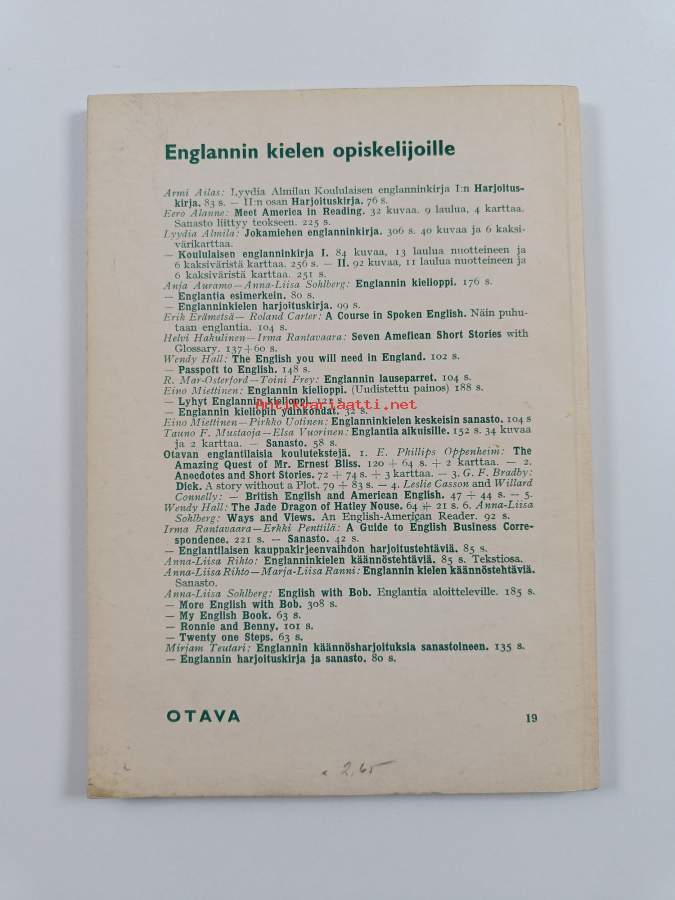 Englannin kielen opiskelijoille
Armi Ailas: Lyydia Almilan Koululaisen englanninkirja I:n Harjoitus-
kirja. 83 s. — II:n osan Harjoituskirja. 76 s.
Eero Alanne: Meet America in Reading. 32 kuvaa. 9 laulua, 4 karttaa.
Sanasto liittyy teokseen. 225 s.
Lyydia Almila: Jokamiehen englanninkirja. 306 s. 40 kuvaa ja 6 kaksi-
värikarttaa.
— Koululaisen englanninkirja I. 84 kuvaa, 13 laulua nuotteineen ja
6 kaksiväristä karttaa. 256 s. — II. 92 kuvaa, 11 laulua nuotteineen ja
6 kaksiväristä karttaa. 251 s.
Anja Auramo—Anna-Liisa Sohlberg: Englannin kielioppi. 176 s.
— Englantia esimerkein. 80 s.
— Englanninkielen harjoituskirja. 99 s.
Erik Erämetsä— Roland Carter: A Course in Spoken English. Näin puhu-
taan englantia. 104 s.
Helvi Hakulinen—Irma Rantavaara: Seven Amefican Short Stories with
Glossary. 137+60 s.
Wendy Hall: The English you will need in England. 102 s.
— Passpoft to English. 148 s.
R. Mar-Osterford—Toini Frey: Englannin lauseparret. 104 s.
Eino Miettinen: Englannin kielioppi. (Uudistettu painos) 188 s.
— Lyhyt Englannin kielioppi. s.
antikvariaatti.net
— Englannin kieliopin ydinkohdat. 32 s.
Eino Miettinen—Pirkko Uotinen: Englanninkielen keskeisin sanasto. 104 s
Tauno F. Mustaoja—Elsa Vuorinen: Englantia aikuisille. 152 s. 34 kuvaa
ja 2 karttaa. — Sanasto. 58 s.
Otavan englantilaisia koulutekstejä. 1. E. Phillips Oppenheim: The
Amazing Quest of Mr. Ernest Bliss. 120 + 64 s. + 2 karttaa. — 2.
Anecdotes and Short Stories. 72 + 74 s. + 3 karttaa. — 3. G. F. Bradby:
Dick. A story without a Plot. 79 + 83 s. — 4. Leslie Casson and Willard
Connelly: — British English and American English. 47 + 44 s. — 5.
Wendy Hall: The Jade Dragon of Hatley Nouse. 64 + 21 s. 6. Anna-Liisa
Sohlberg: Ways and Views. An English-American Reader. 92 s.
Irma Rantavaara—Erkki Penttilä: A Guide to English Business Corre-
spondence. 221 s. — Sanasto. 42 s.
— Englantilaisen kauppakirjeenvaihdon harjoitustehtäviä. 85 s.
Anna-Liisa Rihto: Englanninkielen käännöstehtäviä. 85 s. Tekstiosa.
Anna-Liisa Rihto—Marja-Liisa Ranni: Englannin kielen käännöstehtäviä.
Sanasto.
Anna-Liisa Sohlberg: English with Bob. Englantia aloitteleville. 185 s.
— More English with Bob. 308 s.
— My English Book. 63 s.
— Ronnie and Benny. 101 s.
— Twenty one Steps. 63 s.
Mirjam Teutari: Englannin käännösharjoituksia sanastoineen. 135 s.
— Englannin harjoituskirja ja sanasto. 80 s.
OTAVA 19
2,65